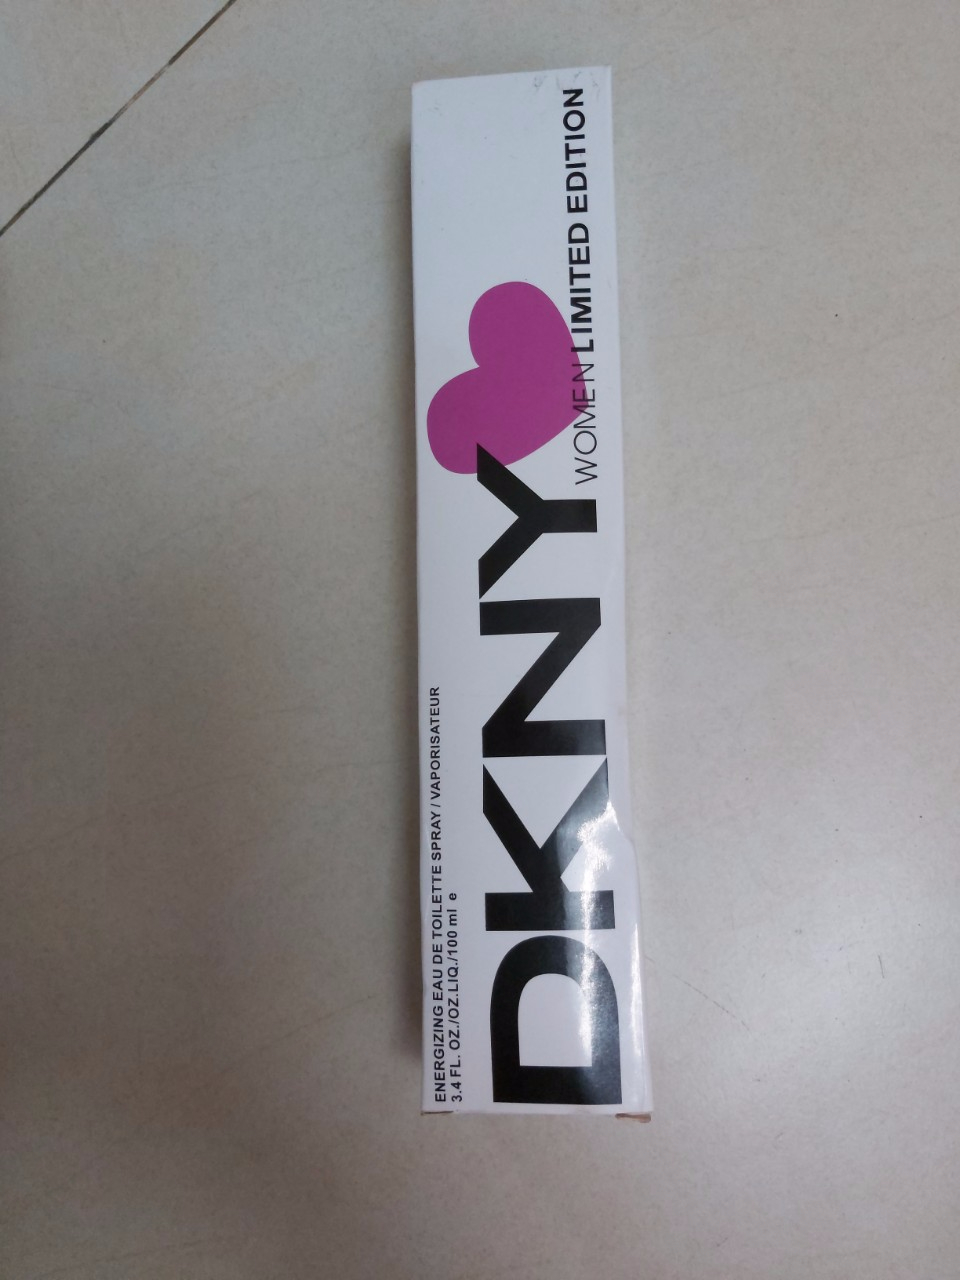 DKNY
WOMEN LIMITED EDITION
ENERGIZING EAU DE TOILETTE SPRAY / VAPORISATEUR
3.4 FL. OZ./OZ.LIQ./100 ml e